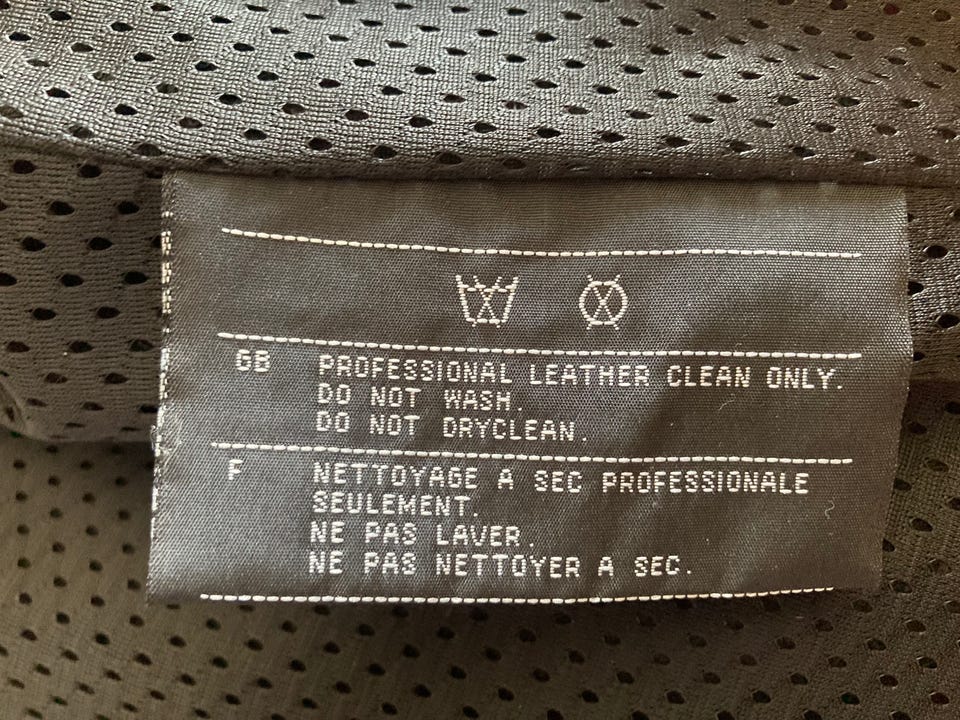 GB PROFESSIONAL LEATHER CLEAN ONLY.
DO NOT WASH.
DO NOT DRYCLEAN.
F NETTOYAGE A SEC PROFESSIONALE
SEULEMENT.
NE PAS LAVER.
NE PAS NETTOYER A SEC.